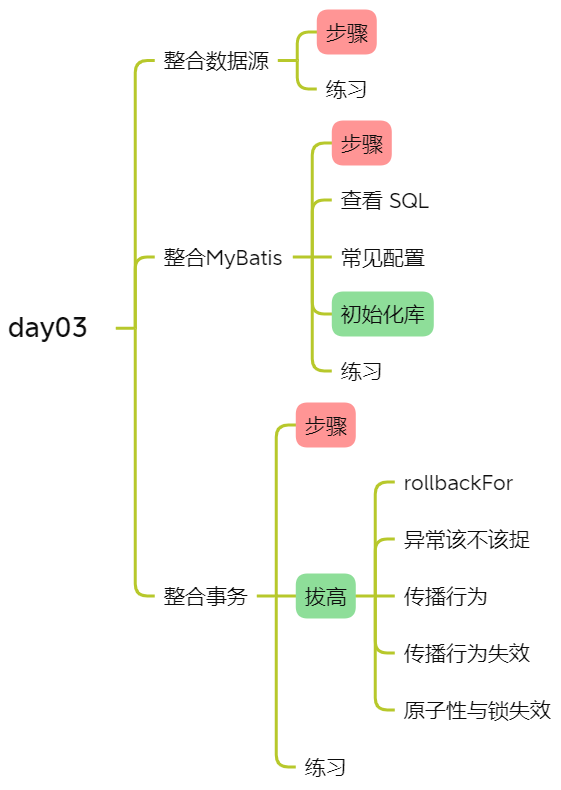 day03
整合数据源
步骤
练习
整合MyBatis
步骤
查看 SQL
常见配置
初始化库
练习
整合事务
步骤
拔高
rollbackFor
异常该不该捉
传播行为
传播行为失效
原子性与锁失效
练习